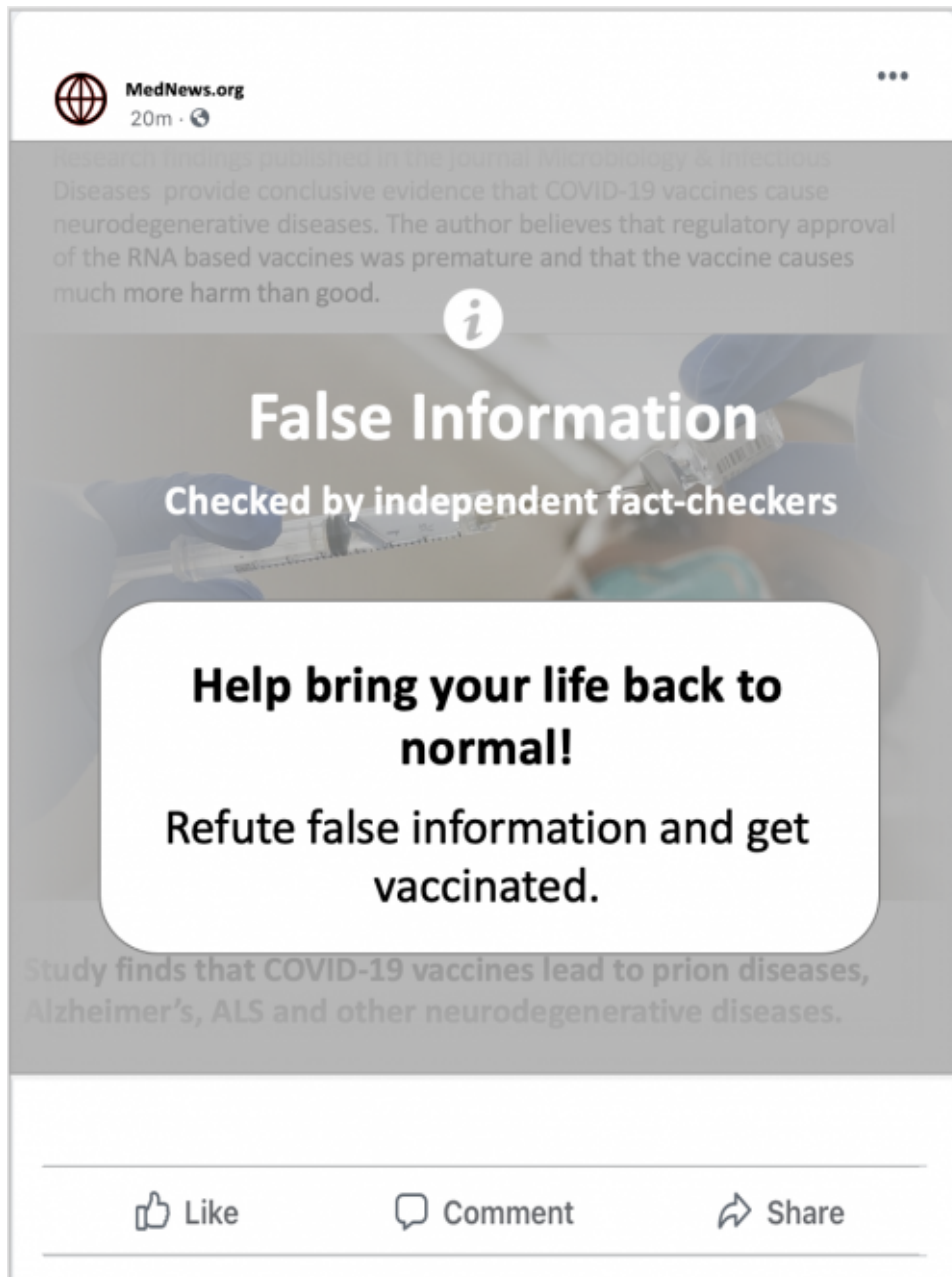 MedNews.org
20m ·
Research findings published in the journal Microbiology & Infectious
Diseases provide conclusive evidence that COVID-19 vaccines cause
neurodegenerative diseases. The author believes that regulatory approval
of the RNA based vaccines was premature and that the vaccine causes
much more harm than good.
i
False Information
Checked by independent fact-checkers
Help bring your life back to
normal!
Refute false information and get
vaccinated.
Study finds that COVID-19 vaccines lead to prion diseases,
Alzheimer's, ALS and other neurodegenerative diseases.
Like Comment Share